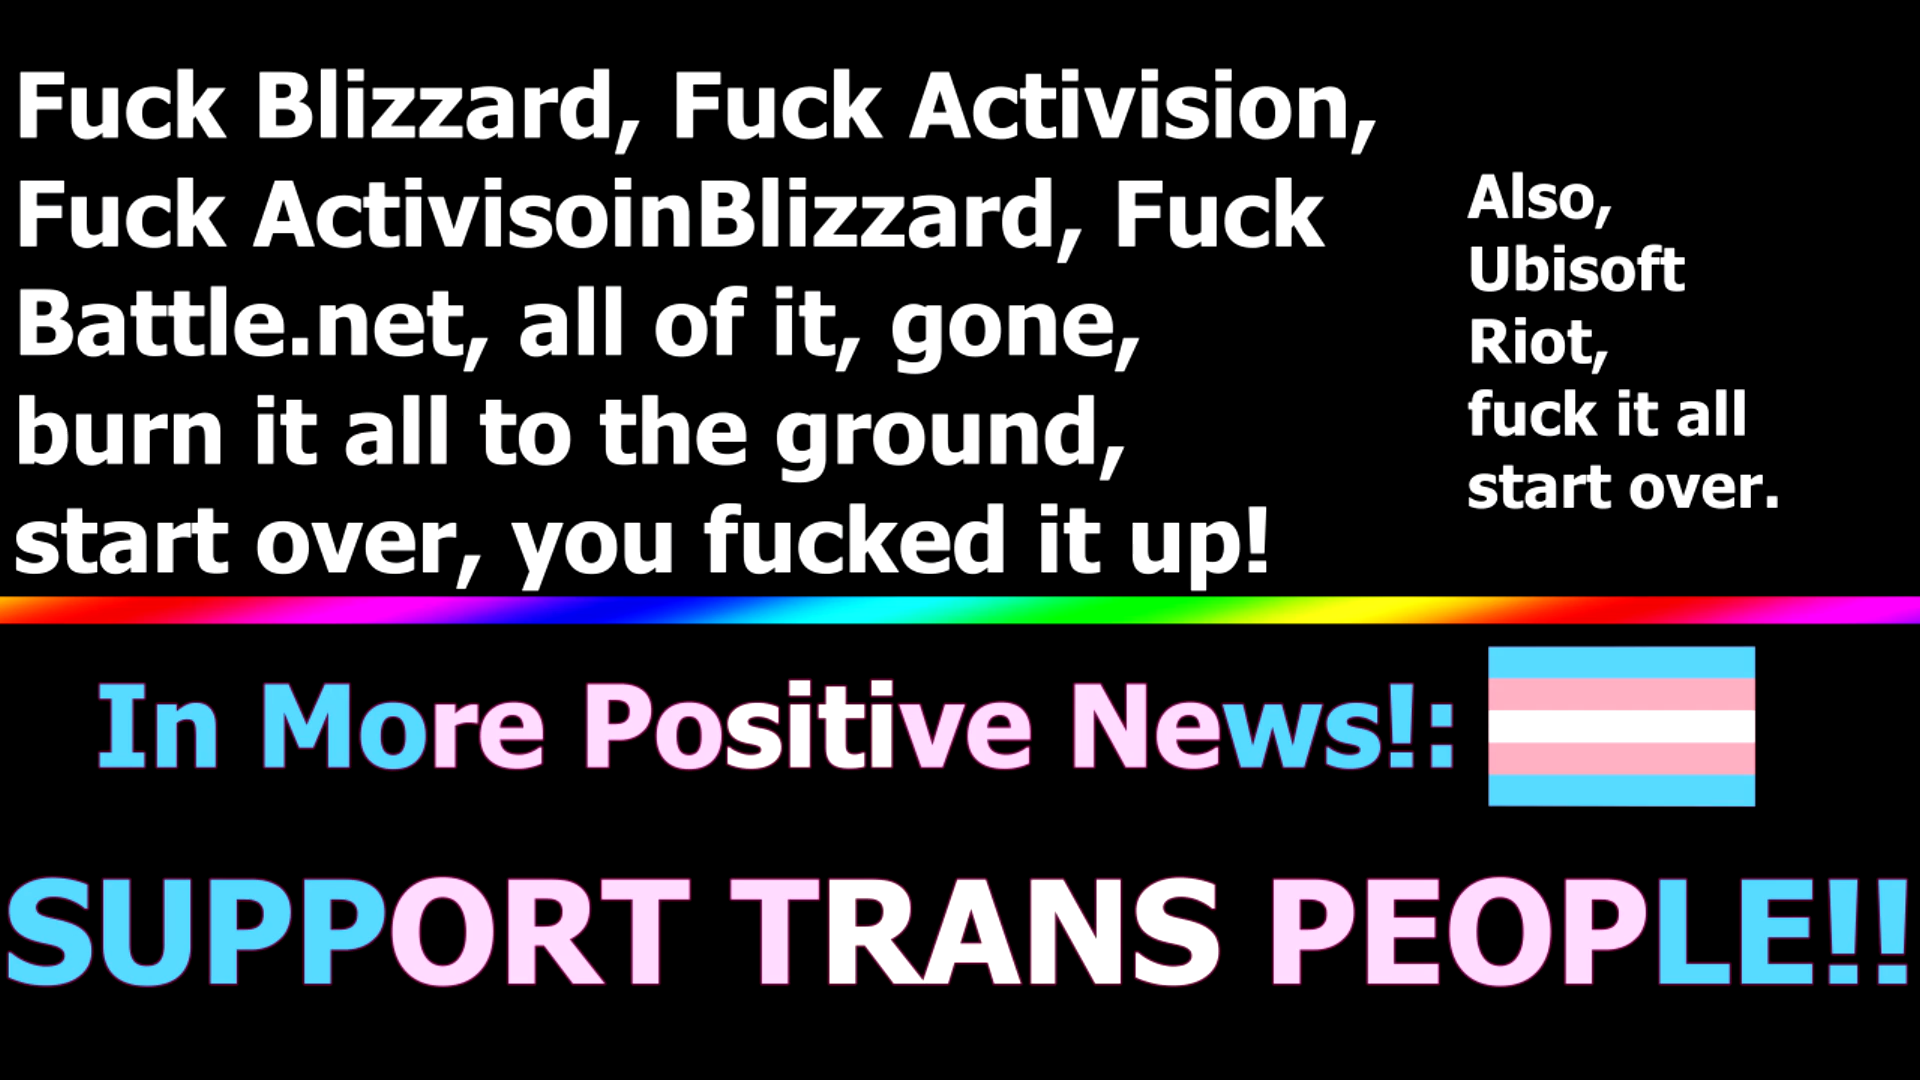 Fuck Blizzard, Fuck Activision,
Fuck ActivisoinBlizzard, Fuck
Battle.net, all of it, gone,
burn it all to the ground,
start over, you fucked it up!
Also,
Ubisoft
Riot,
fuck it all
start over.
In More Positive News!:
SUPPORT TRANS PEOPLE!!